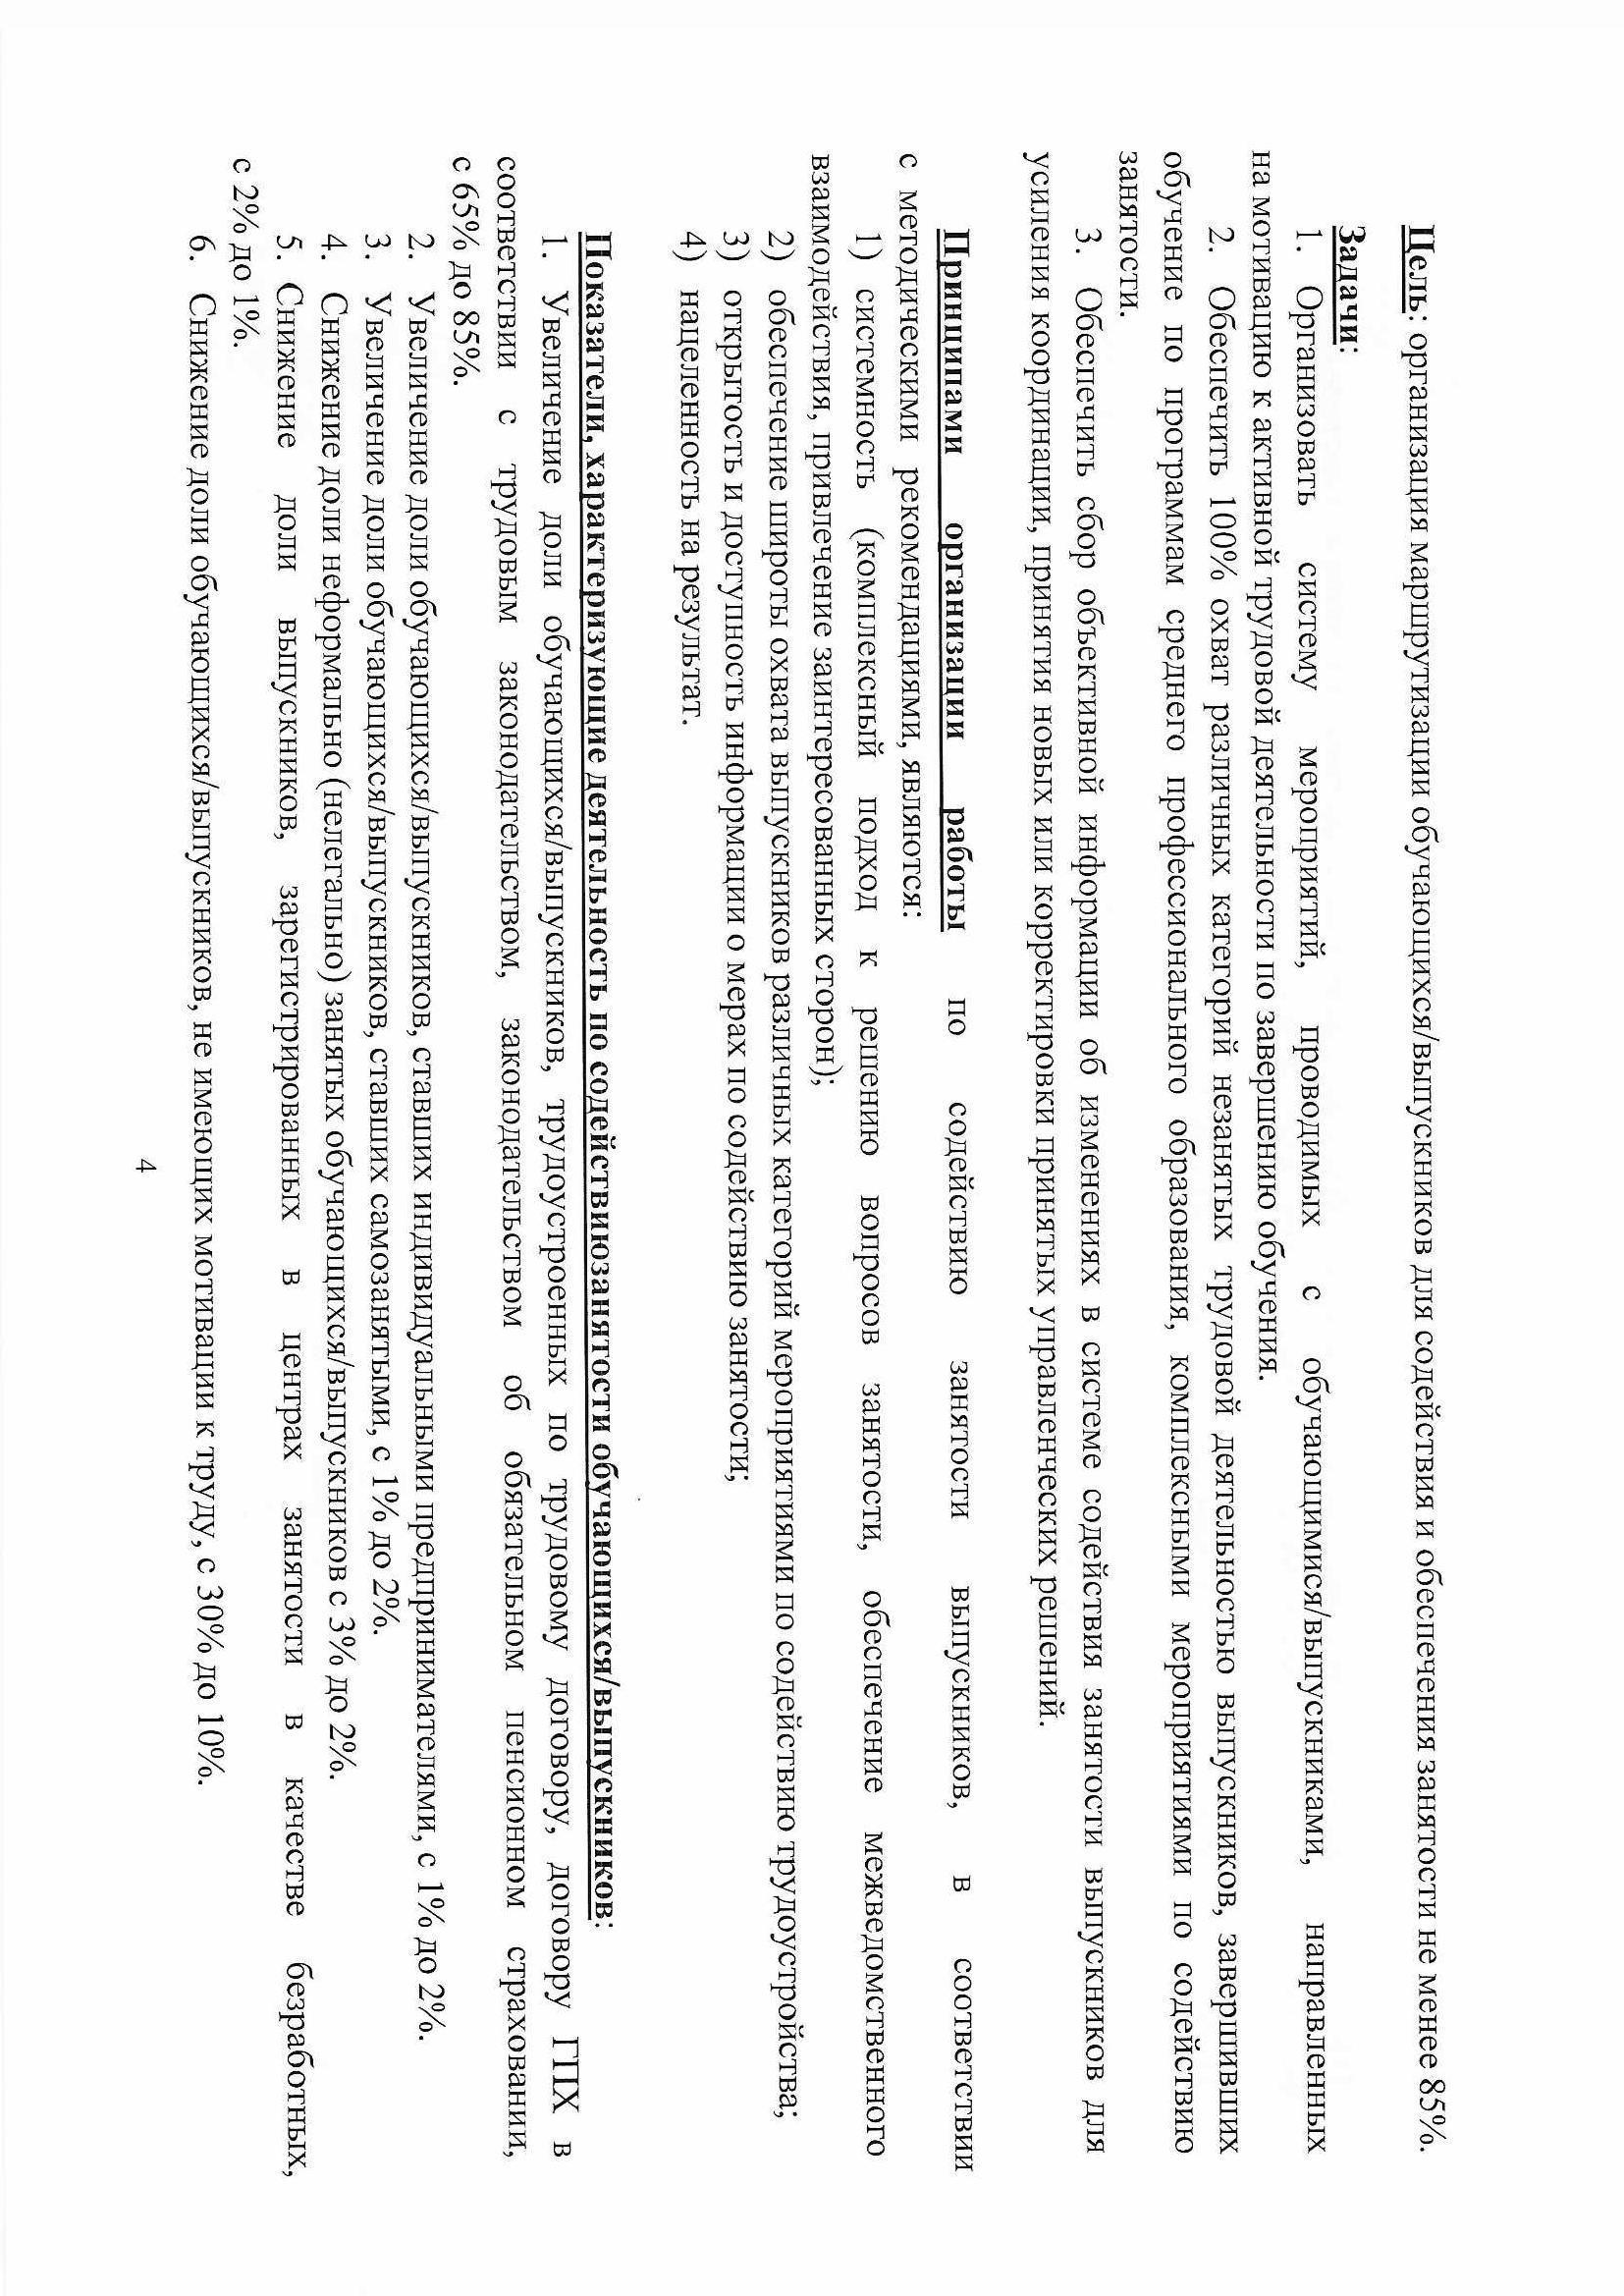 Цель: организация маршрутизации обучающихся/выпускников для содействия и обеспечения занятости не менее 85%.
Задачи:
1. Организовать систему мероприятий, проводимых с обучающимися/выпускниками, направленных
на мотивацию к активной трудовой деятельности по завершению обучения.
2. Обеспечить 100% охват различных категорий незанятых трудовой деятельностью выпускников, завершивших
обучение по программам среднего профессионального образования, комплексными мероприятиями по содействию
занятости.
3. Обеспечить сбор объективной информации об изменениях в системе содействия занятости выпускников для
усиления координации, принятия новых или корректировки принятых управленческих решений.
Принципами организации работы по содействию занятости выпускников, в соответствии
с методическими рекомендациями, являются:
1) системность (комплексный подход к решению вопросов занятости, обеспечение межведомственного
взаимодействия, привлечение заинтересованных сторон);
2) обеспечение широты охвата выпускников различных категорий мероприятиями по содействию трудоустройства;
3) открытость и доступность информации о мерах по содействию занятости;
4) нацеленность на результат.
Показатели, характеризующие деятельность по содействиюзанятости обучающихся/выпускников:
1. Увеличение доли обучающихся/выпускников, трудоустроенных по трудовому договору, договору ГПХ в
соответствии с трудовым законодательством, законодательством об обязательном пенсионном страховании,
с 65% до 85%.
2. Увеличение доли обучающихся/выпускников, ставших индивидуальными предпринимателями, с 1% до 2%.
3. Увеличение доли обучающихся/выпускников, ставших самозанятыми, с 1% до 2%.
4. Снижение доли неформально (нелегально) занятых обучающихся/выпускников с 3% до 2%.
5. Снижение доли выпускников, зарегистрированных в центрах занятости в качестве безработных,
с 2% до 1%.
6. Снижение доли обучающихся/выпускников, не имеющих мотивации к труду, с 30% до 10%.
4